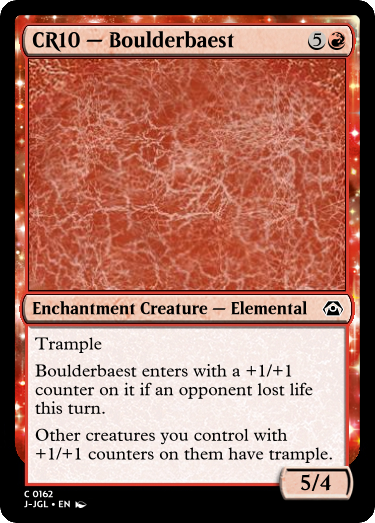 CR10 — Boulderbaest 5
Enchantment Creature — Elemental
Trample
Boulderbaest enters with a +1/+1
counter on it if an opponent lost life
this turn.
Other creatures you control with
+1/+1 counters on them have trample.
5/4
C 0162
J-JGL • EN